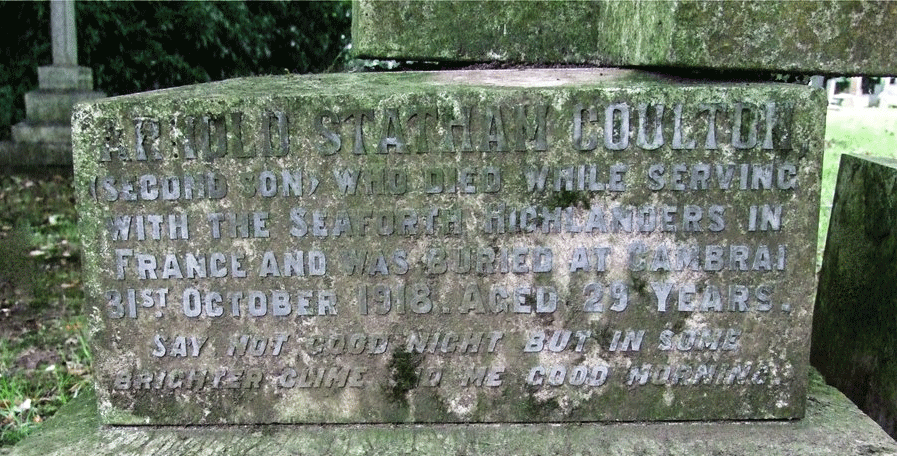 ARNOLD STATHAM COULTON
(SECOND SON) WHO DIED WHILE SERVING
WITH THE SEAFORTH HIGHLANDERS IN
FRANCE AND WAS BURIED AT CAMBRAI
31ST OCTOBER 1918. AGED 29 YEARS.
SAY NOT GOOD NIGHT BUT IN SOME
BRIGHTER CLIME BID ME GOOD MORNING.